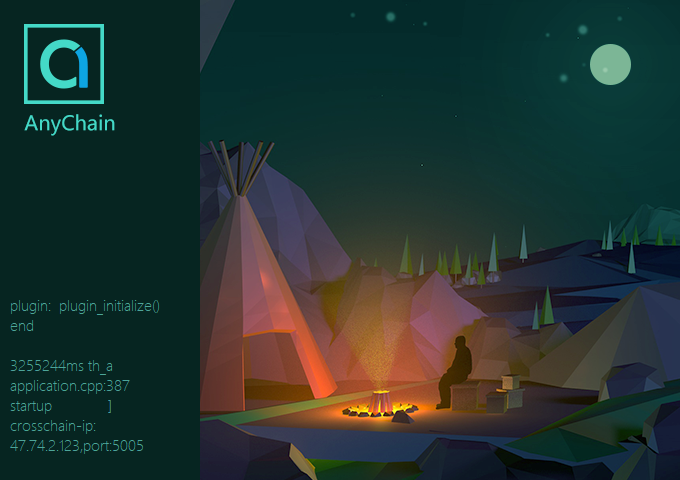 AnyChain
plugin: plugin_initialize()
end
3255244ms th_a
application.cpp:387
startup ]
crosschain-ip:
47.74.2.123,port:5005